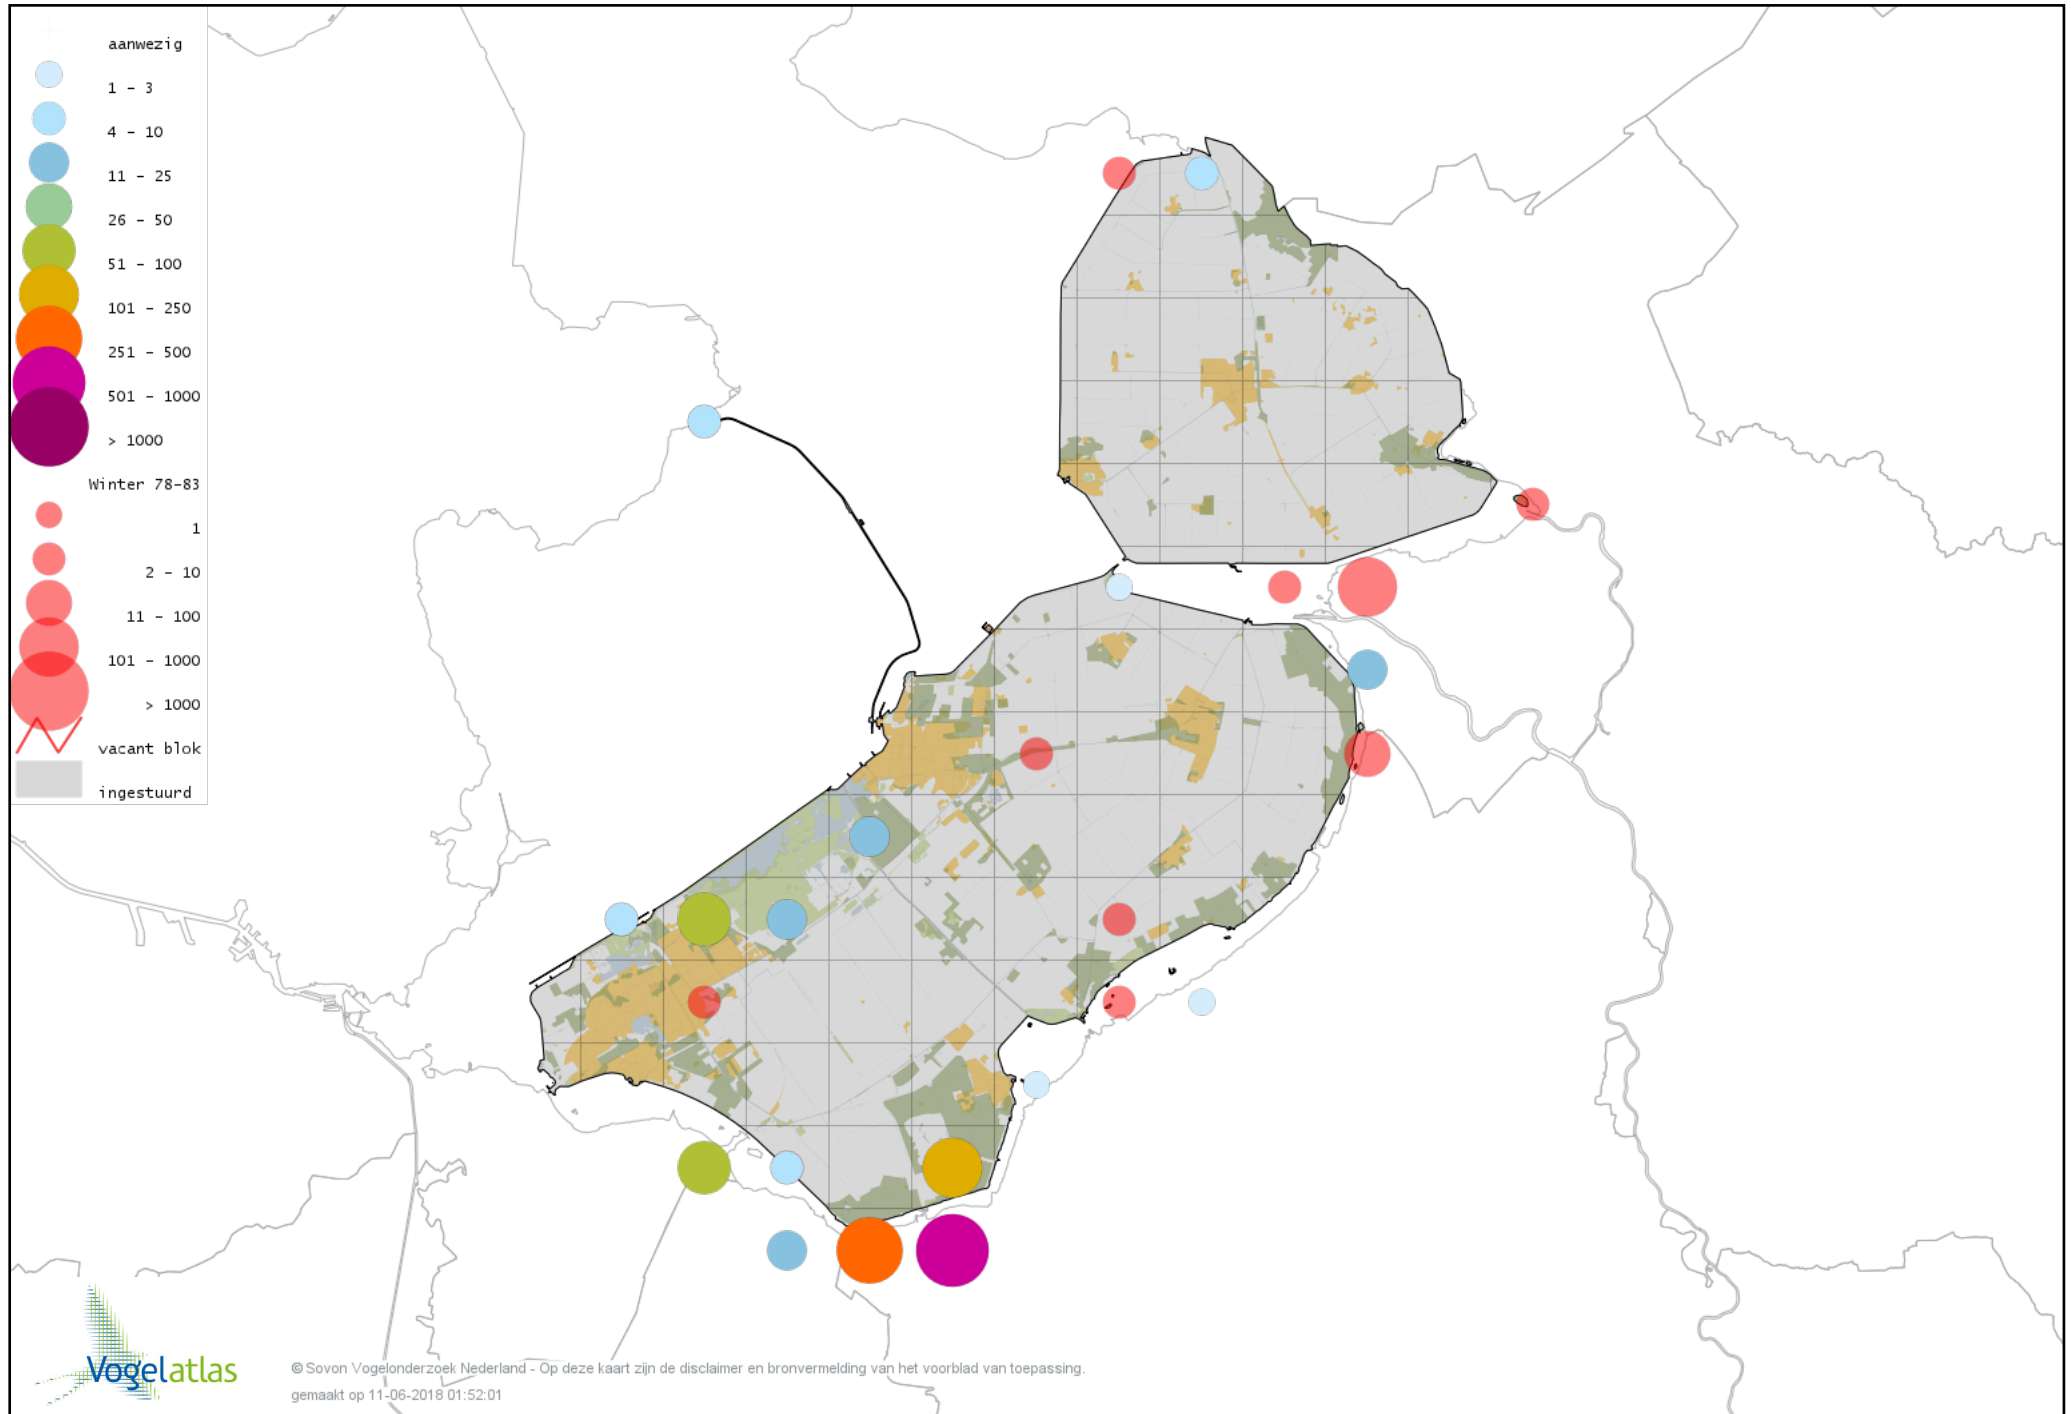 aanwezig
1 - 3
4 - 10
11 - 25
26 - 50
51 - 100
101 - 250
251 - 500
501 - 1000
> 1000
Winter 78-83
1
2 - 10
11 - 100
101 - 1000
> 1000
vacant blok
ingestuurd
Vogelatlas
© Sovon Vogelonderzoek Nederland - Op deze kaart zijn de disclaimer en bronvermelding van het voorblad van toepassing.
gemaakt op 11-06-2018 01:52:01